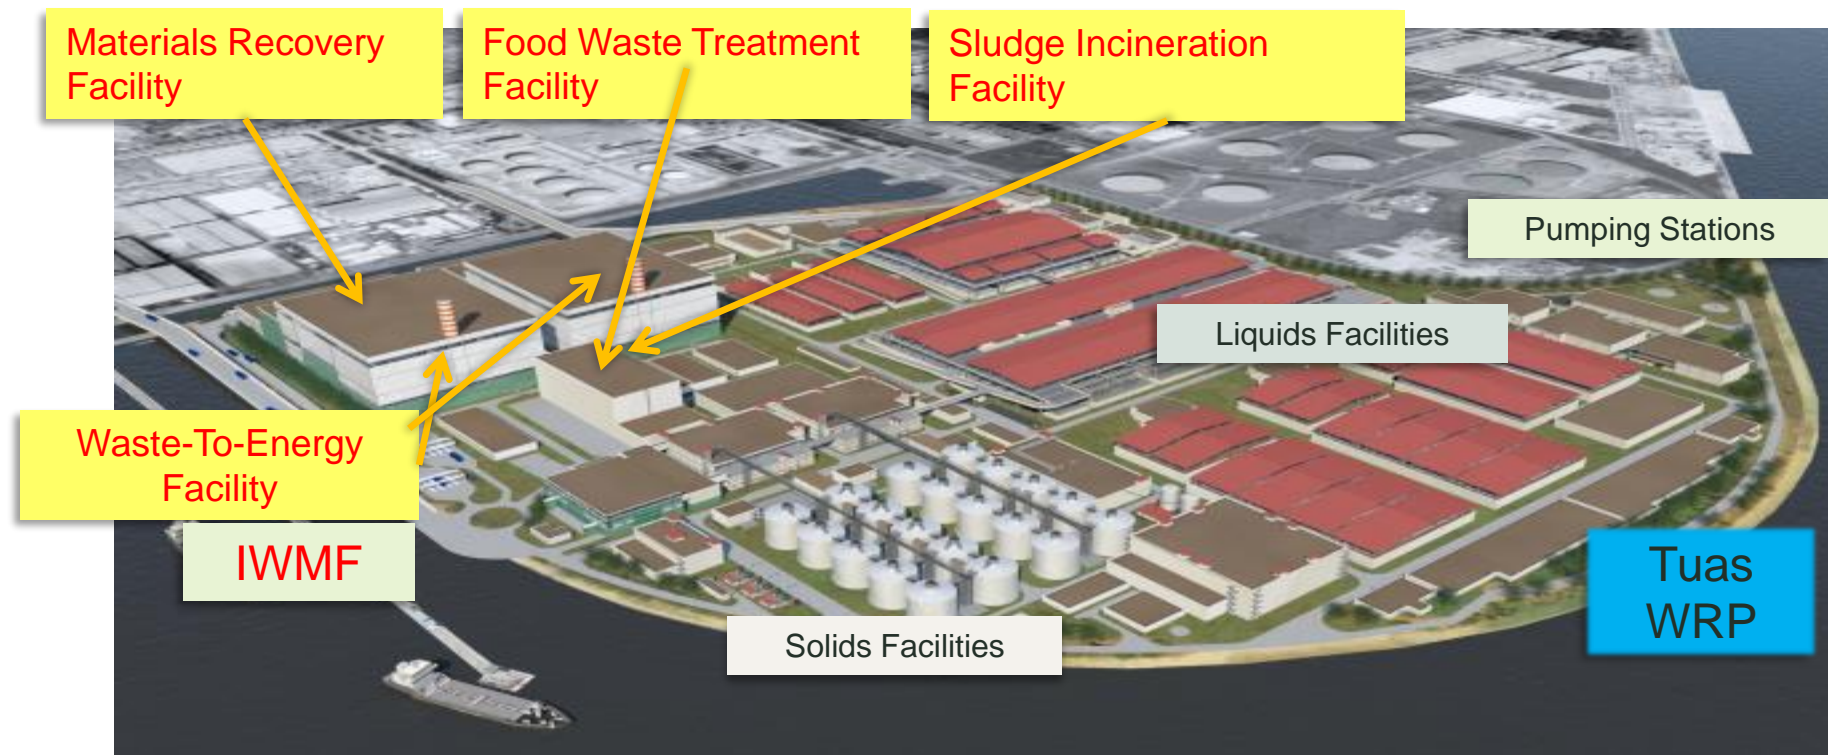 Materials Recovery
Facility
Food Waste Treatment
Facility
Sludge Incineration
Facility
Pumping Stations
Liquids Facilities
Waste-To-Energy
Facility
IWMF
Tuas
WRP
Solids Facilities